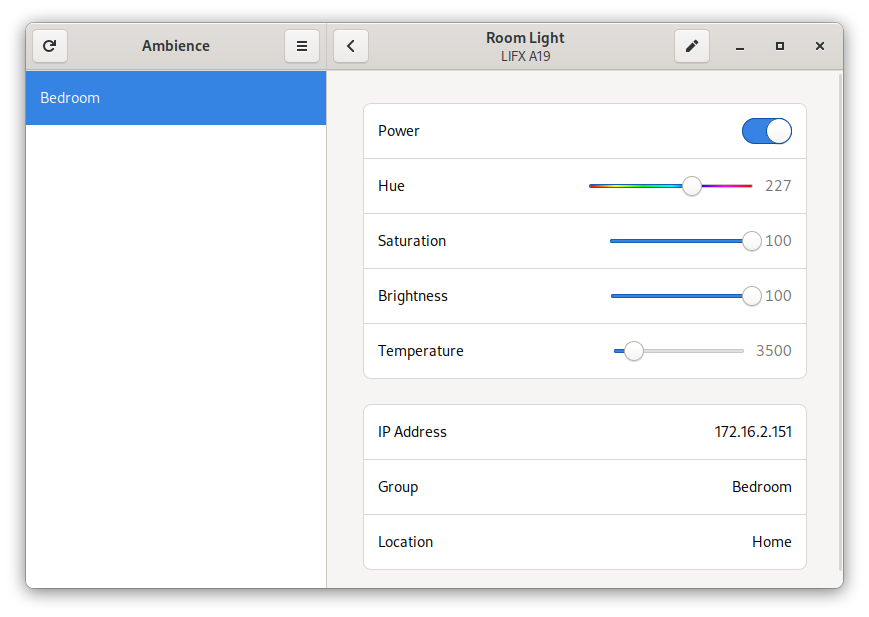 Ambience
Room Light
LIFX A19
Bedroom
Power
Hue 227
Saturation 100
Brightness 100
Temperature 3500
IP Address 172.16.2.151
Group Bedroom
Location Home